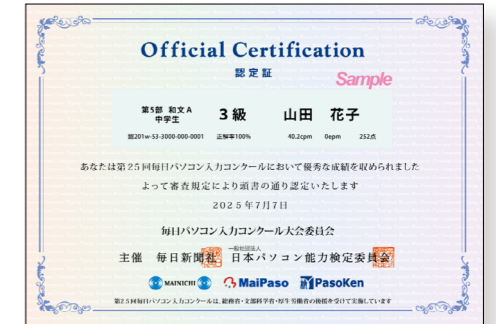 Official Certification
認定証
Sample
第5部 和文A
中学生
3級
山田 花子
認201w-53-3000-000-0001 正解率100% 40.2cpm 0epm 252点
あなたは第25回毎日パソコン入力コンクールにおいて優秀な成績を収められました
よって審査規定により頭書の通り認定いたします
2025年7月7日
毎日パソコン入力コンクール大会委員会
主催 毎日新聞社 一般社団法人 日本パソコン能力検定委員会
MAINICHI MaiPaso PasoKen
第25回毎日パソコン入力コンクールは、総務省・文部科学省・厚生労働省の後援を受けて実施しています